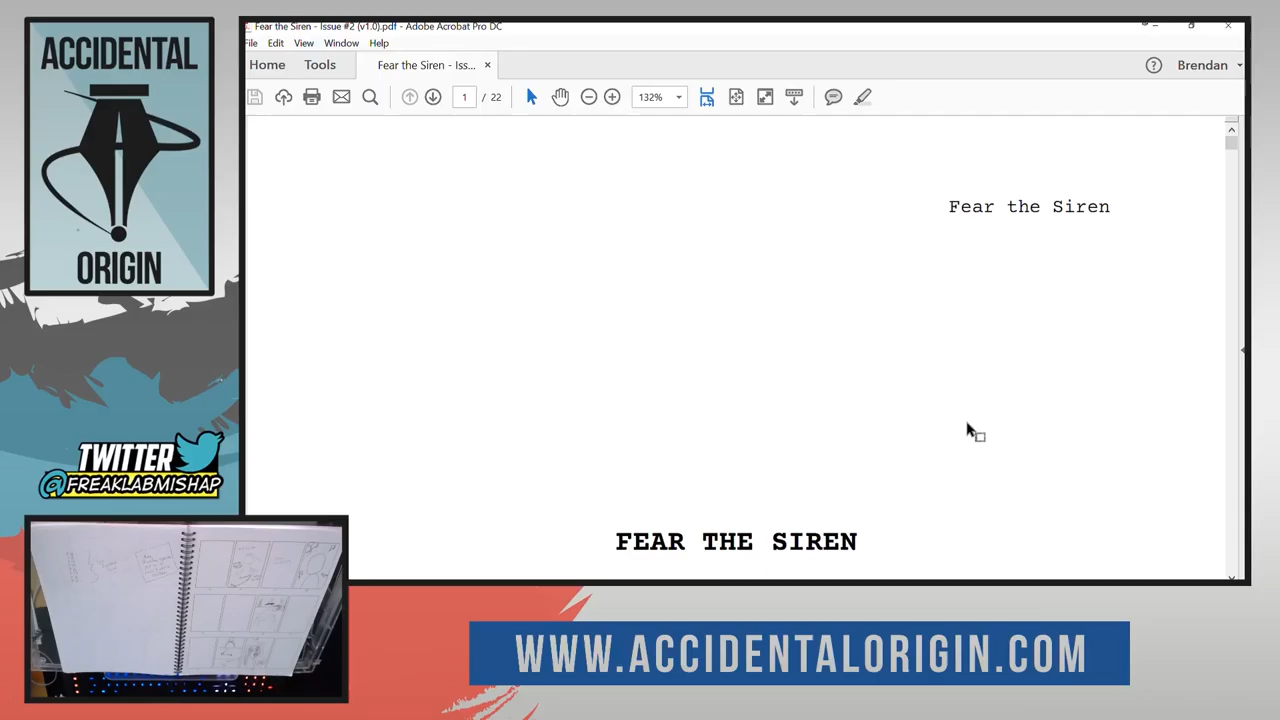 ACCIDENTAL
ORIGIN
Fear the Siren - Issue #2 (v1.0).pdf - Adobe Acrobat Pro DC
File Edit View Window Help
Home Tools Fear the Siren - Iss... × ? Brendan
1 / 22 132%
Fear the Siren
FEAR THE SIREN
TWITTER
@FREAKLABMISHAP
WWW.ACCIDENTALORIGIN.COM